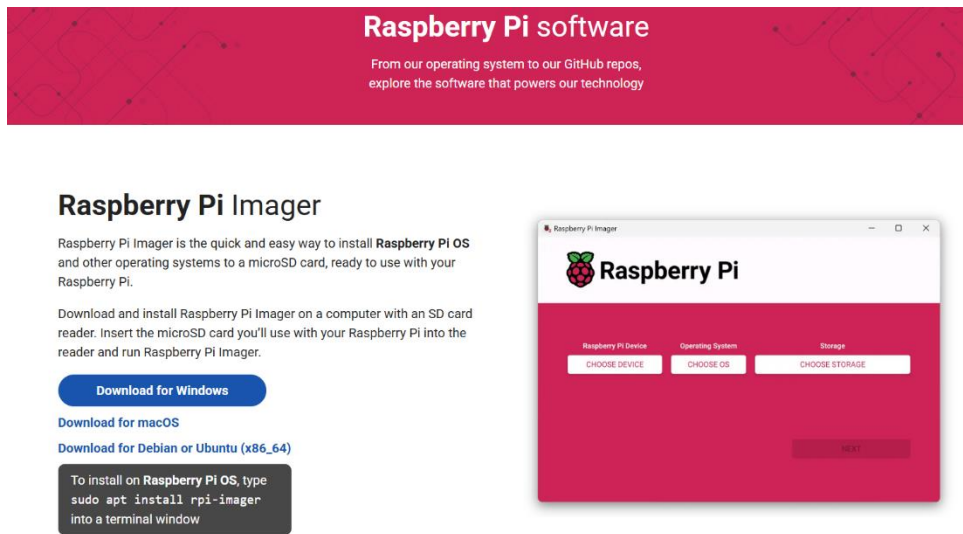 Raspberry Pi software
From our operating system to our GitHub repos,
explore the software that powers our technology
Raspberry Pi Imager
Raspberry Pi Imager is the quick and easy way to install Raspberry Pi OS
and other operating systems to a microSD card, ready to use with your
Raspberry Pi.
Download and install Raspberry Pi Imager on a computer with an SD card
reader. Insert the microSD card you'll use with your Raspberry Pi into the
reader and run Raspberry Pi Imager.
Download for Windows
Download for macOS
Download for Debian or Ubuntu (x86_64)
To install on Raspberry Pi OS, type
sudo apt install rpi-imager
into a terminal window
Raspberry Pi Imager
Raspberry Pi
Raspberry Pi Device Operating System Storage
CHOOSE DEVICE CHOOSE OS CHOOSE STORAGE
NEXT